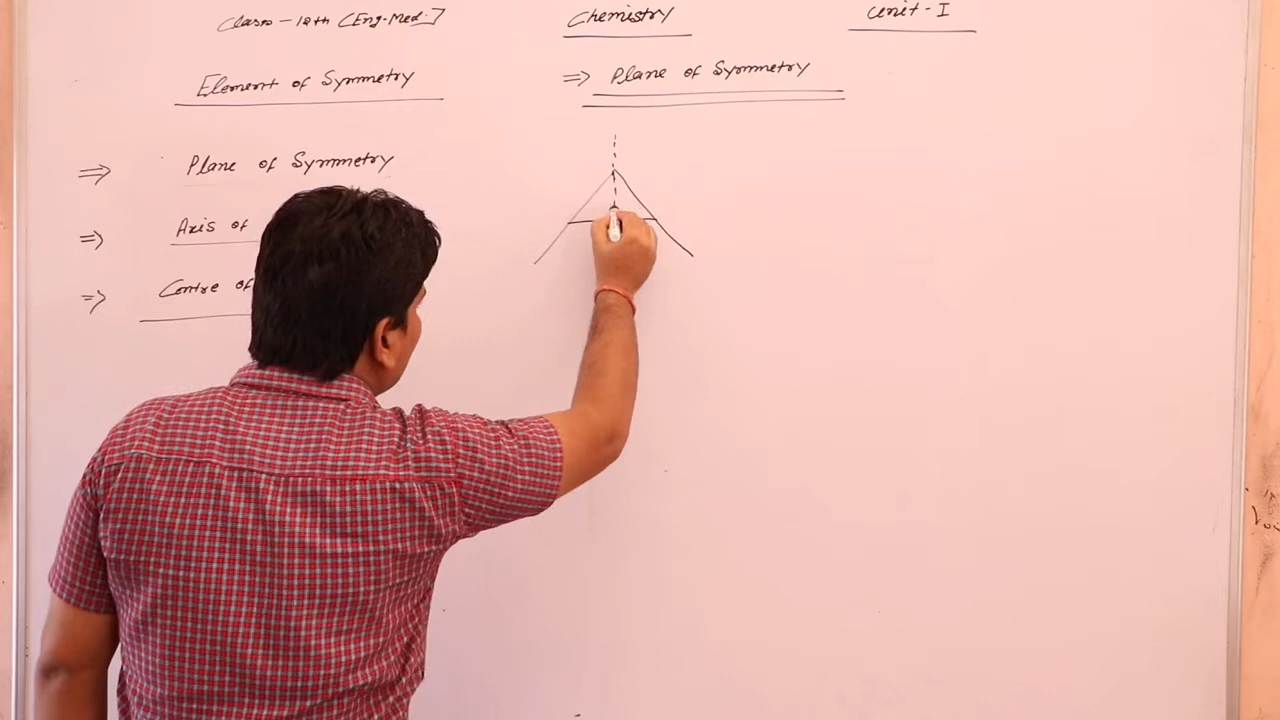 Class - 12th [Eng-Med.]
Chemistry
Unit - I
Element of Symmetry
⇒ Plane of Symmetry
⇒ Plane of Symmetry
⇒ Axis of
⇒ Centre of